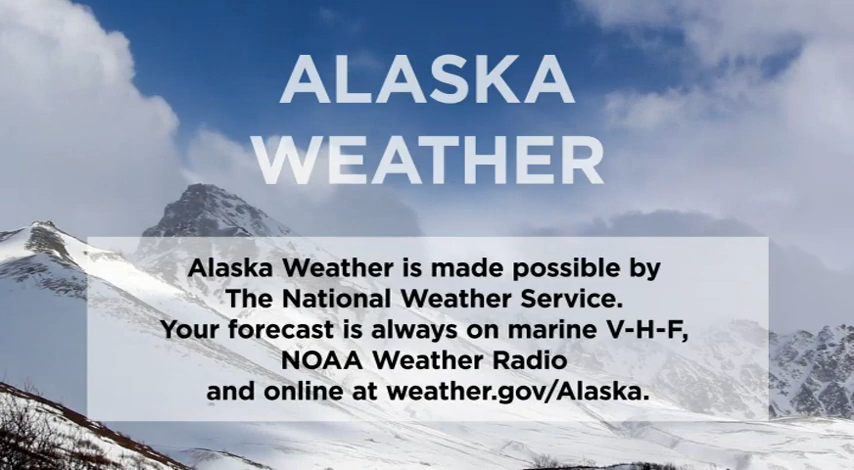 ALASKA
WEATHER
Alaska Weather is made possible by
The National Weather Service.
Your forecast is always on marine V-H-F,
NOAA Weather Radio
and online at weather.gov/Alaska.